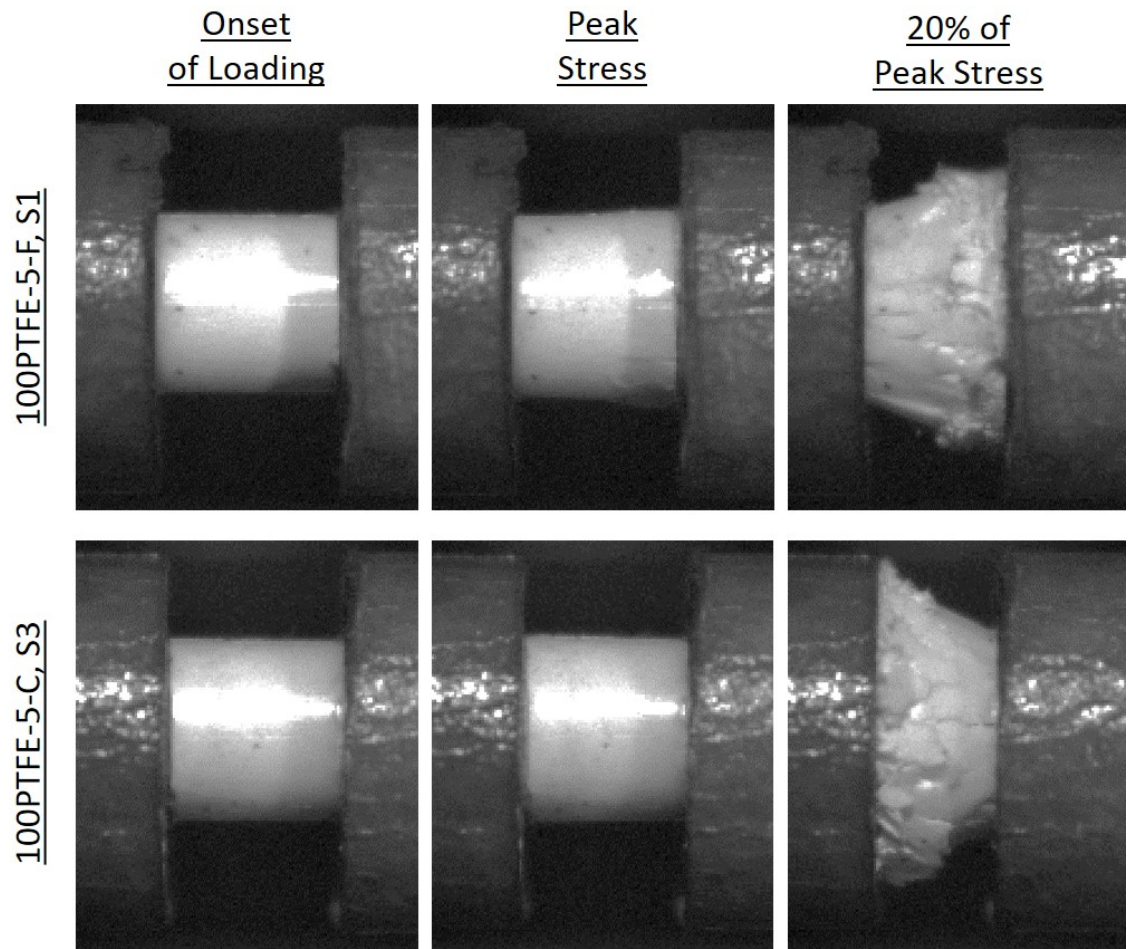 Onset
of Loading
Peak
Stress
20% of
Peak Stress
100PTFE-5-F, S1
100PTFE-5-C, S3